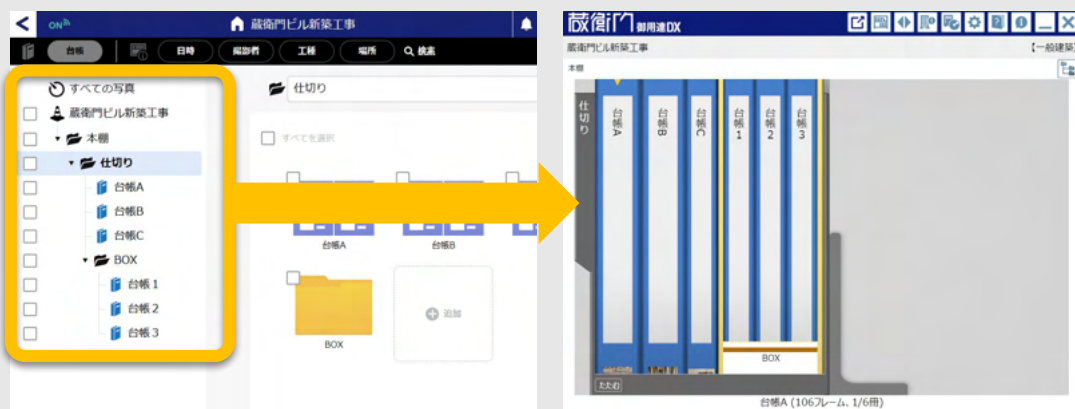 ON
蔵衛門ビル新築工事
台帳
日時
撮影者
工種
場所
検索
すべての写真
蔵衛門ビル新築工事
本棚
仕切り
台帳A
台帳B
台帳C
BOX
台帳1
台帳2
台帳3
仕切り
すべてを選択
台帳A
台帳B
BOX
追加
蔵衛門御用達DX
蔵衛門ビル新築工事
【一般建築
本棚
仕切り
台帳A
台帳B
台帳C
台帳1
台帳2
台帳3
BOX
たたむ
台帳A (106フレーム、1/6冊)